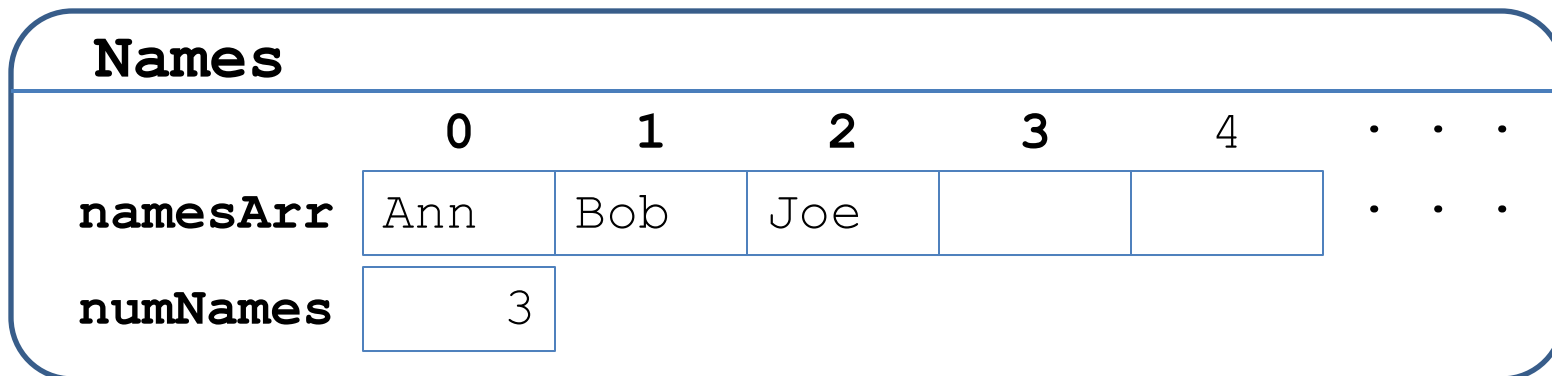 Names
0 1 2 3 4 . . .
namesArr Ann Bob Joe . . .
numNames 3